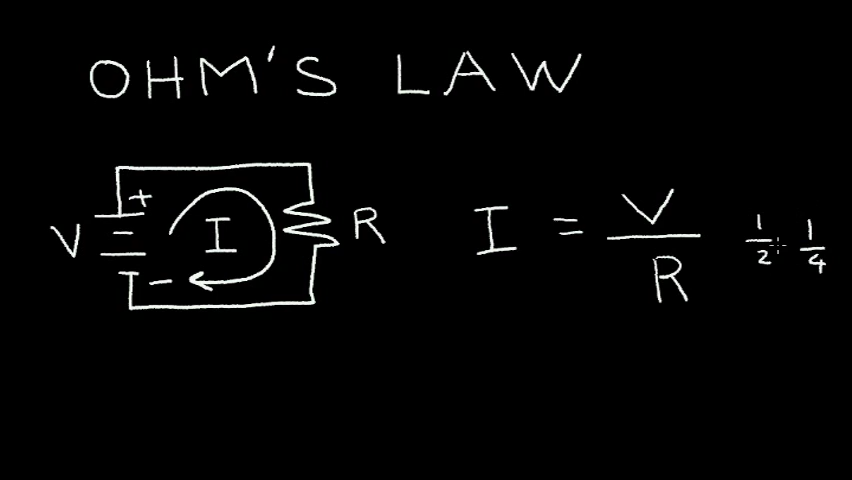 OHM'S LAW
V + I − R
I = V/R 1/2 1/4